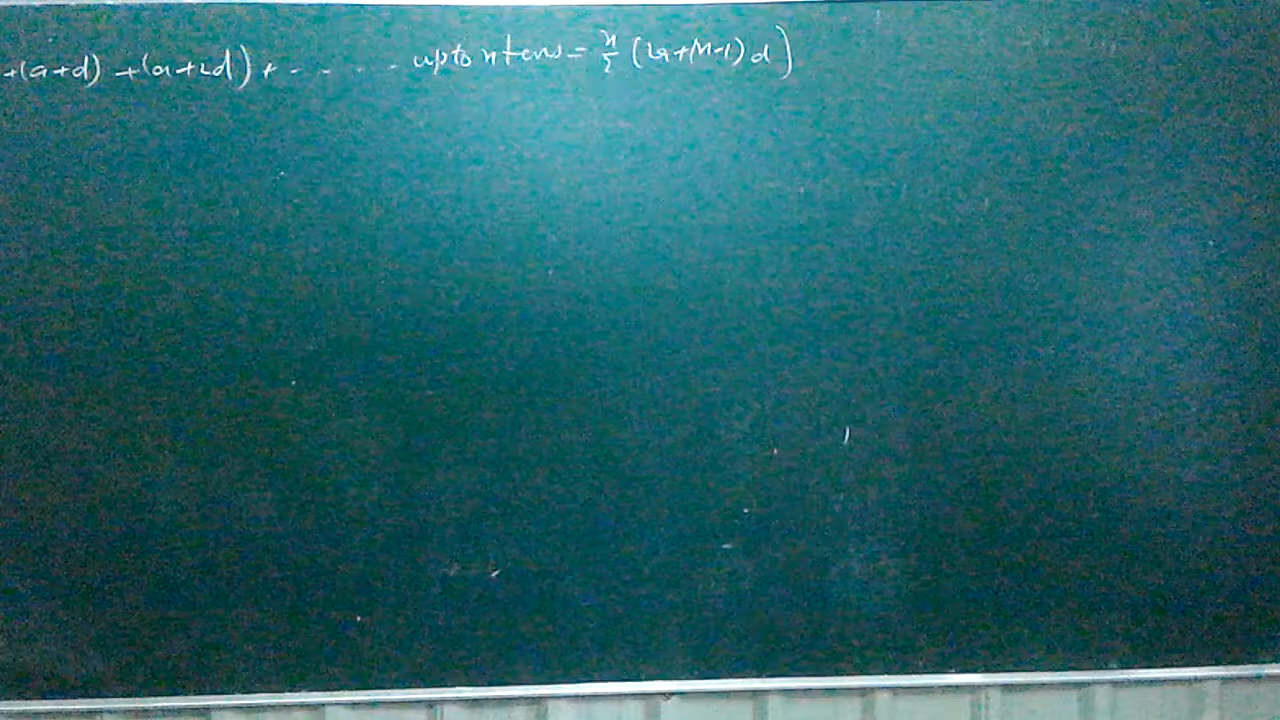 +(a+d) +(a+2d)+ ..... upto n terms = n/2 (2a+(n-1)d)